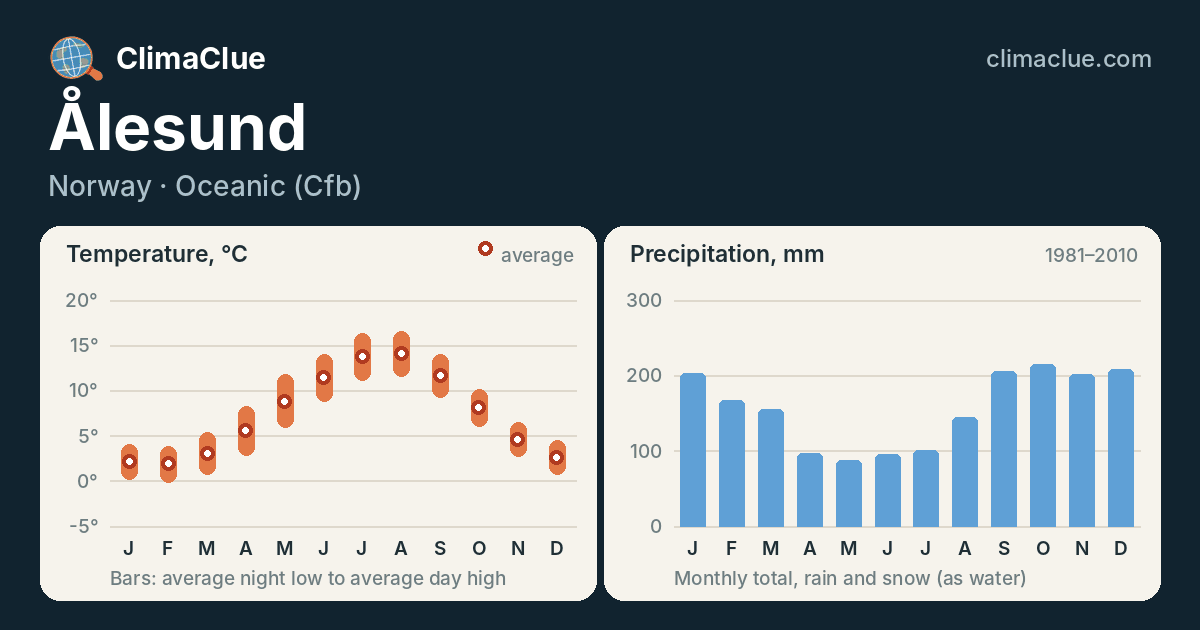 ClimaClue
climaclue.com
Ålesund
Norway · Oceanic (Cfb)
Temperature, °C
average
20°
15°
10°
5°
0°
-5°
J F M A M J J A S O N D
Bars: average night low to average day high
Precipitation, mm
1981–2010
300
200
100
0
J F M A M J J A S O N D
Monthly total, rain and snow (as water)